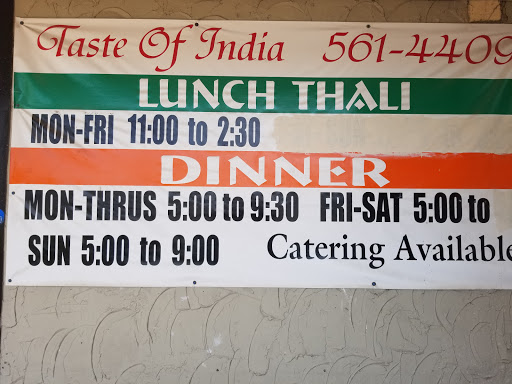 Taste Of India 561-4409
LUNCH THALI
MON-FRI 11:00 to 2:30
DINNER
MON-THRUS 5:00 to 9:30 FRI-SAT 5:00 to
SUN 5:00 to 9:00 Catering Available